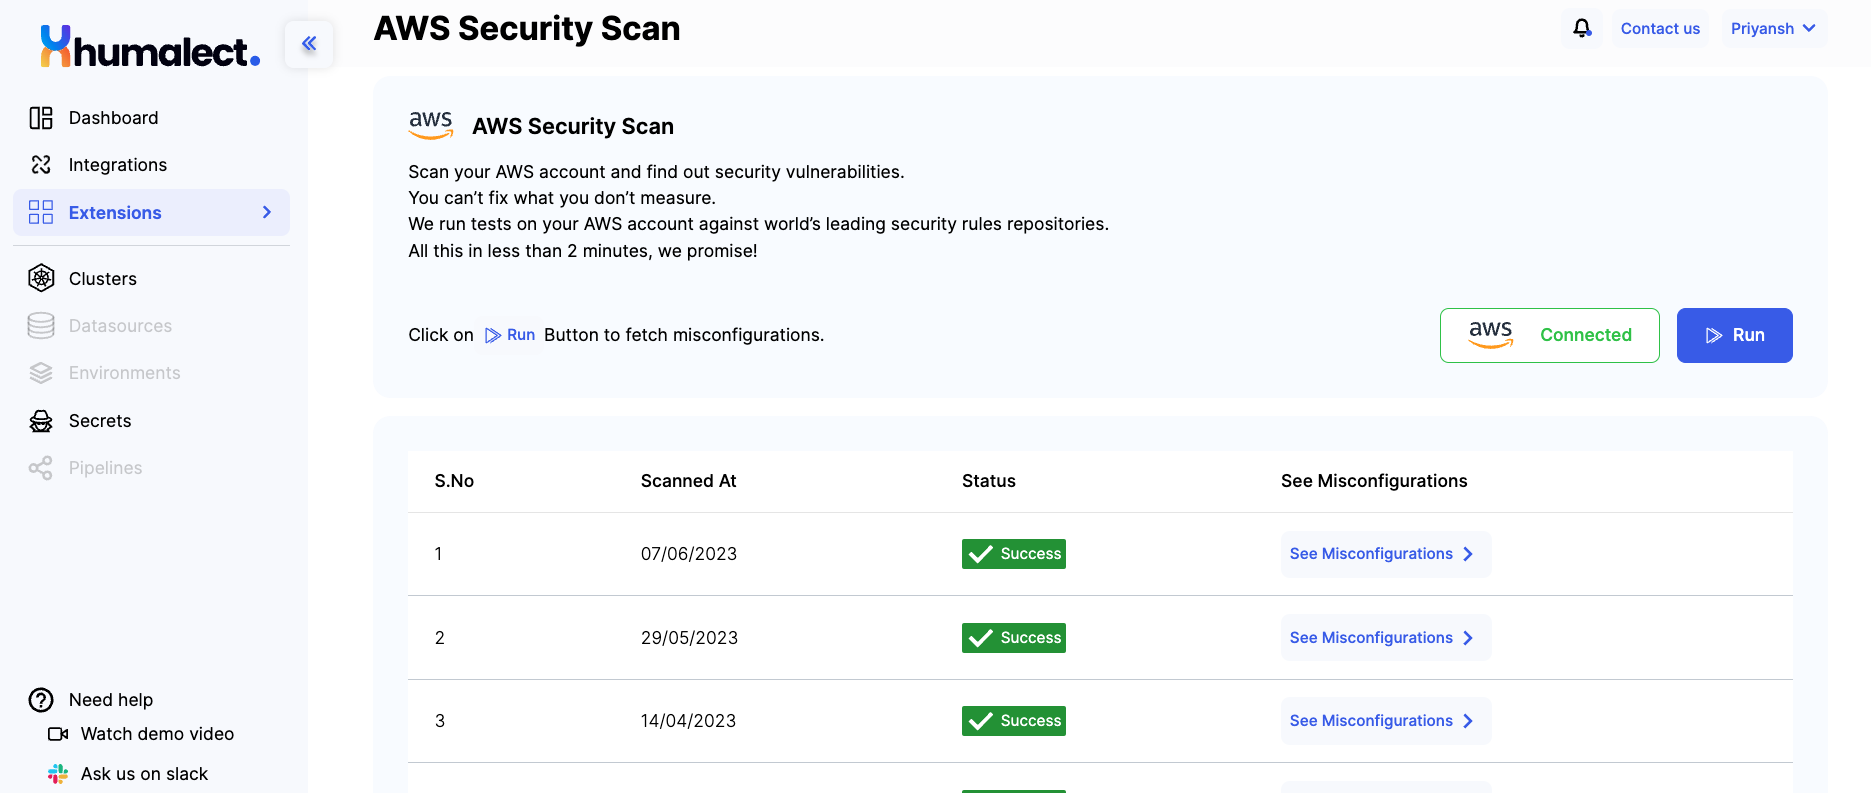 humalect.
AWS Security Scan
Contact us
Priyansh
Dashboard
Integrations
Extensions
Clusters
Datasources
Environments
Secrets
Pipelines
Need help
Watch demo video
Ask us on slack
aws AWS Security Scan
Scan your AWS account and find out security vulnerabilities.
You can’t fix what you don’t measure.
We run tests on your AWS account against world’s leading security rules repositories.
All this in less than 2 minutes, we promise!
Click on Run Button to fetch misconfigurations.
aws Connected
Run
S.No Scanned At Status See Misconfigurations
1 07/06/2023 Success See Misconfigurations
2 29/05/2023 Success See Misconfigurations
3 14/04/2023 Success See Misconfigurations